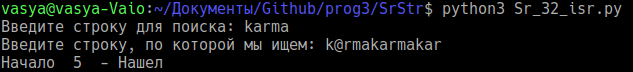 vasya@vasya-Vaio:~/Документы/Github/prog3/SrStr$ python3 Sr_32_isr.py
Введите строку для поиска: karma
Введите строку, по которой мы ищем: k@rmakarmakar
Начало  5  - Нашел